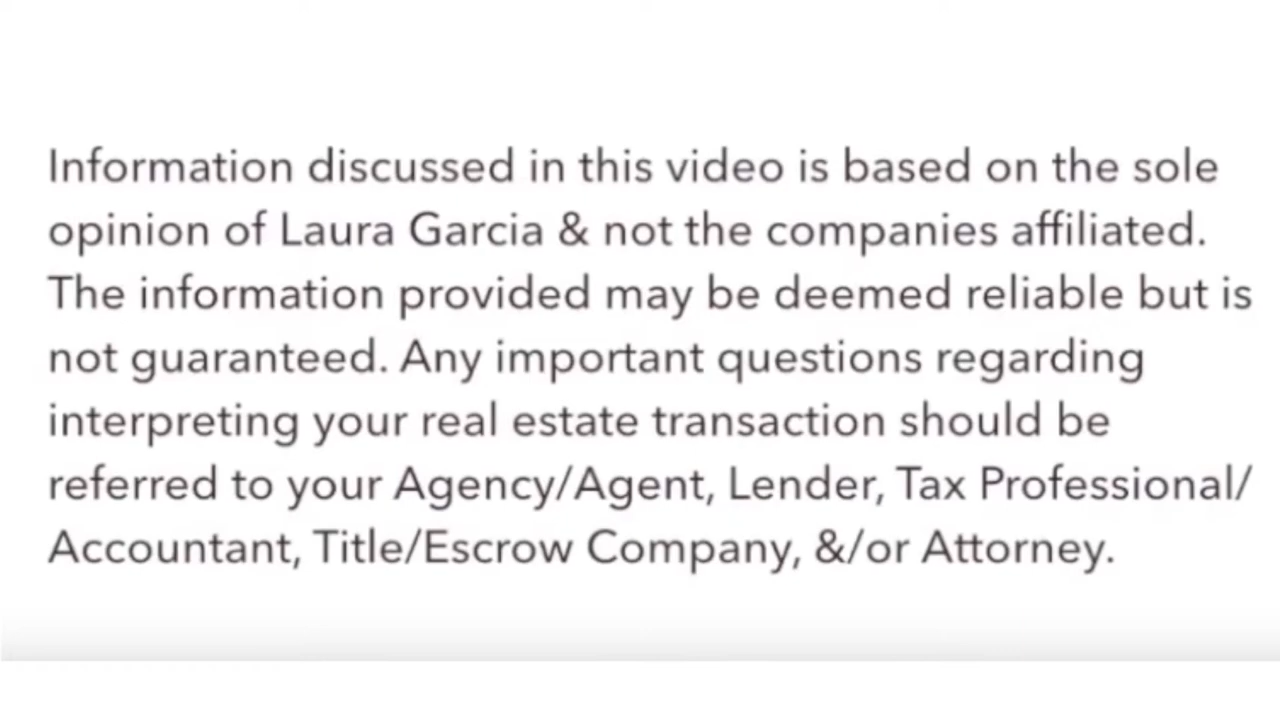 Information discussed in this video is based on the sole
opinion of Laura Garcia & not the companies affiliated.
The information provided may be deemed reliable but is
not guaranteed. Any important questions regarding
interpreting your real estate transaction should be
referred to your Agency/Agent, Lender, Tax Professional/
Accountant, Title/Escrow Company, &/or Attorney.